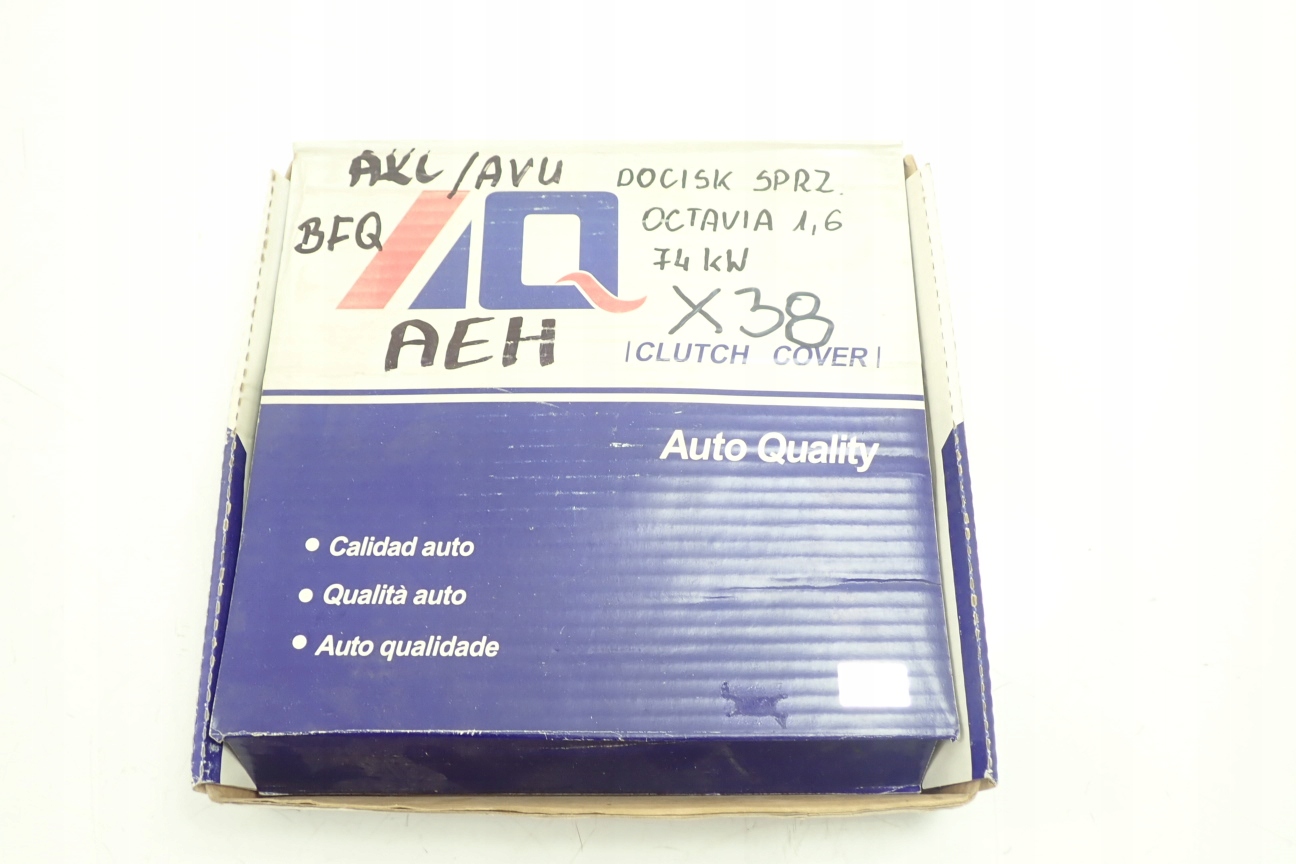 AKL/AVU
BFQ
AQ
AEH
DOCISK SPRZ.
OCTAVIA 1,6
74 kW
X38
|CLUTCH COVER|
Auto Quality
• Calidad auto
• Qualità auto
• Auto qualidade